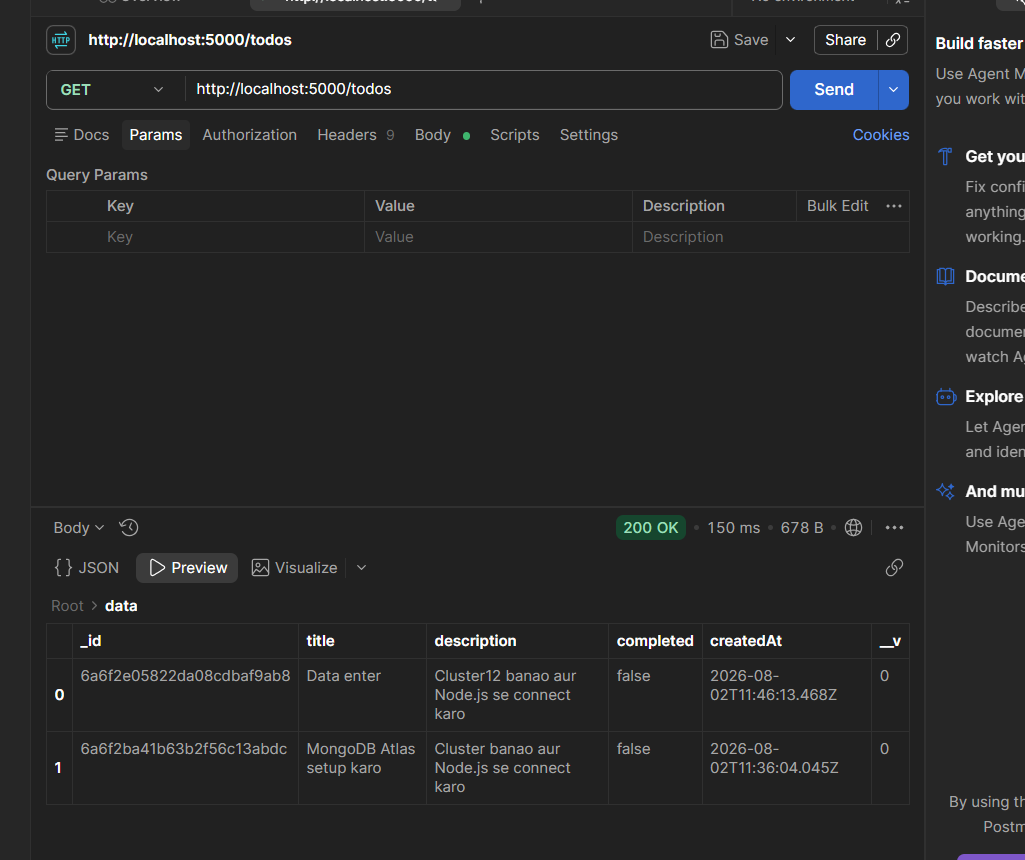 http://localhost:5000/todos
Save
Share
HTTP
GET
http://localhost:5000/todos
Send
Docs
Params
Authorization
Headers 9
Body
Scripts
Settings
Cookies
Query Params
Key Value Description Bulk Edit
Key Value Description
Body
200 OK
150 ms
678 B
{ } JSON
Preview
Visualize
Root > data
_id title description completed createdAt __v
0 6a6f2e05822da08cdbaf9ab8 Data enter Cluster12 banao aur false 2026-08- 0
Node.js se connect 02T11:46:13.468Z
karo
1 6a6f2ba41b63b2f56c13abdc MongoDB Atlas Cluster banao aur false 2026-08- 0
setup karo Node.js se connect 02T11:36:04.045Z
karo
Build faster
Use Agent M
you work wit
Get you
Fix confi
anything
working.
Docume
Describe
documen
watch Ag
Explore
Let Agen
and iden
And mu
Use Age
Monitors
By using th
Postm